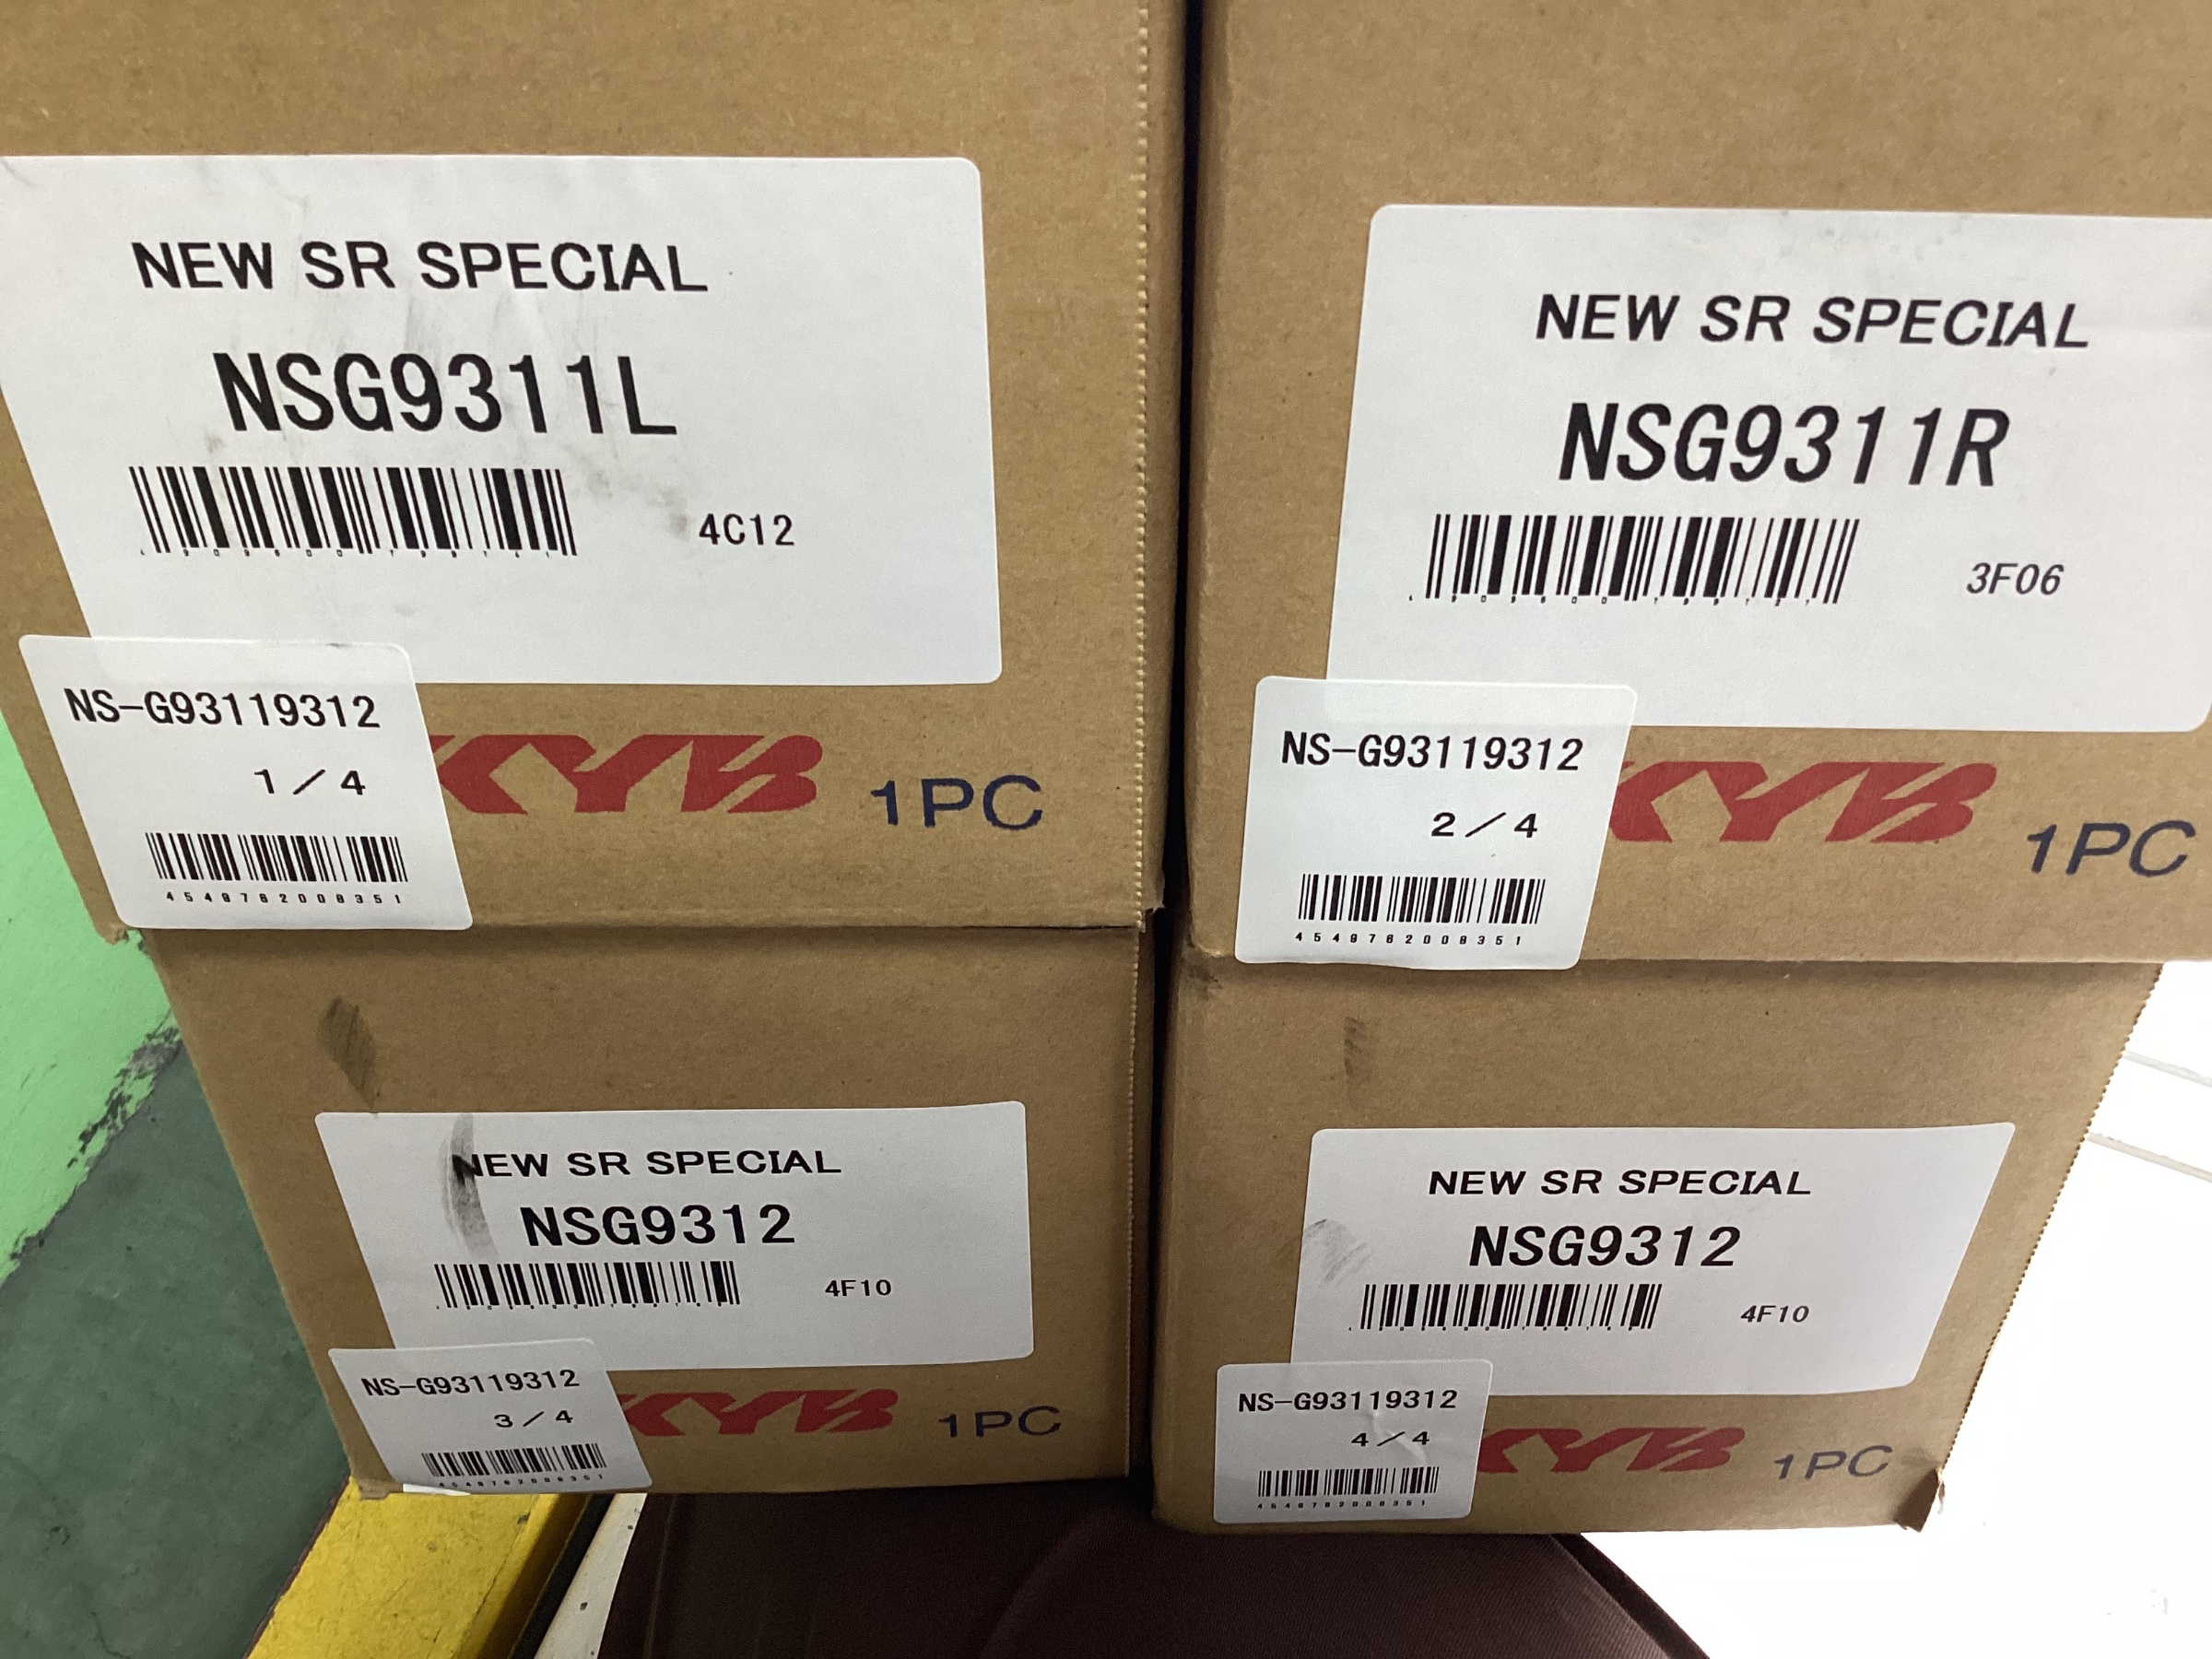 NEW SR SPECIAL
NSG9311L
4C12
NS-G93119312
1/4
4549762008351
KYB 1PC
NEW SR SPECIAL
NSG9311R
3F06
NS-G93119312
2/4
4549762008351
KYB 1PC
NEW SR SPECIAL
NSG9312
4F10
NS-G93119312
3/4
4549762008351
KYB 1PC
NEW SR SPECIAL
NSG9312
4F10
NS-G93119312
4/4
4549762008351
KYB 1PC